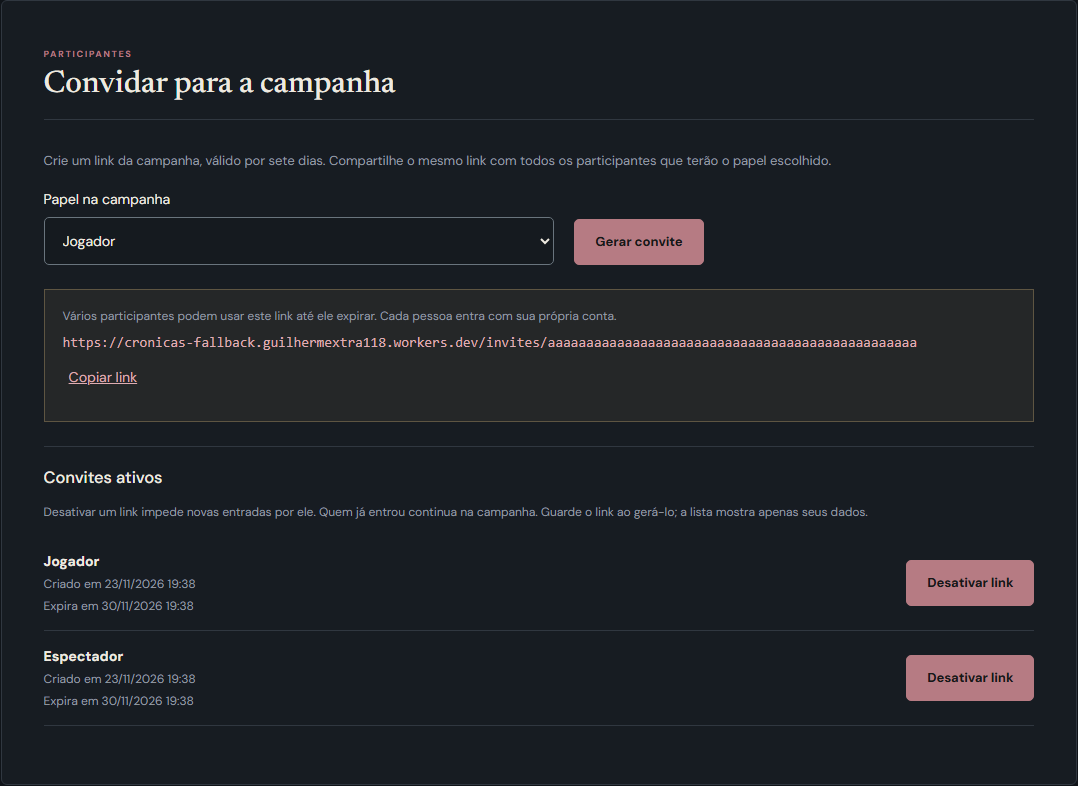 PARTICIPANTES
Convidar para a campanha
Crie um link da campanha, válido por sete dias. Compartilhe o mesmo link com todos os participantes que terão o papel escolhido.
Papel na campanha
Jogador
Gerar convite
Vários participantes podem usar este link até ele expirar. Cada pessoa entra com sua própria conta.
https://cronicas-fallback.guilhermextra118.workers.dev/invites/aaaaaaaaaaaaaaaaaaaaaaaaaaaaaaaaaaaaaaaaaaaaaaaa
Copiar link
Convites ativos
Desativar um link impede novas entradas por ele. Quem já entrou continua na campanha. Guarde o link ao gerá-lo; a lista mostra apenas seus dados.
Jogador
Criado em 23/11/2026 19:38
Expira em 30/11/2026 19:38
Desativar link
Espectador
Criado em 23/11/2026 19:38
Expira em 30/11/2026 19:38
Desativar link